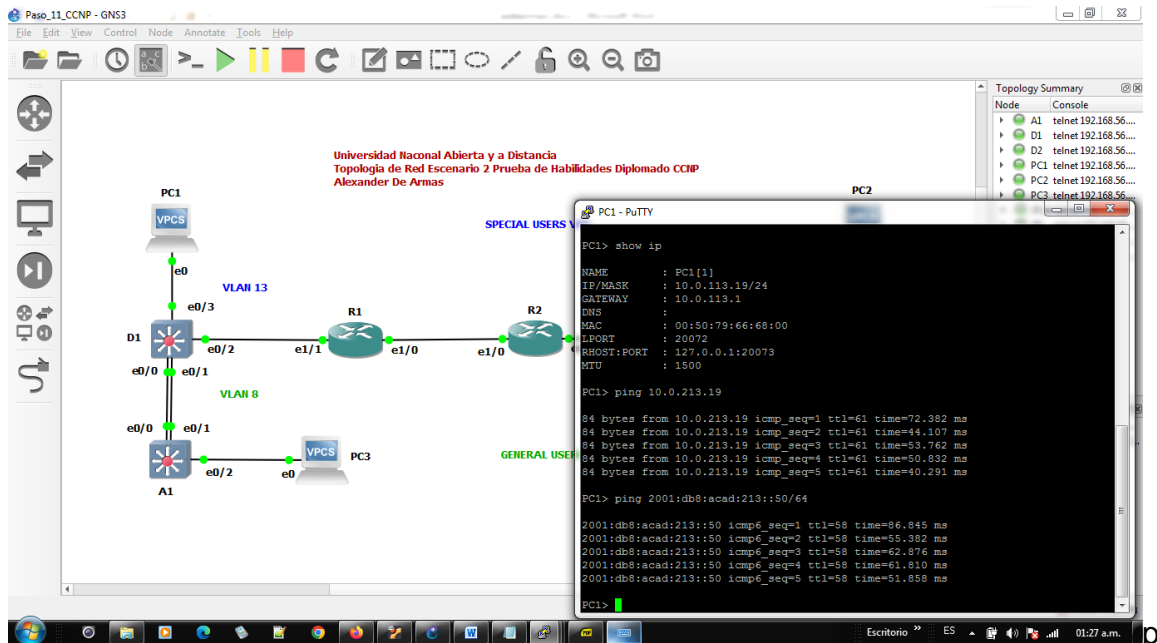 Paso_11_CCNP - GNS3
File Edit View Control Node Annotate Tools Help
Topology Summary
Node Console
A1 telnet 192.168.56....
D1 telnet 192.168.56....
D2 telnet 192.168.56....
PC1 telnet 192.168.56....
PC2 telnet 192.168.56....
PC3 telnet 192.168.56....
Universidad Naconal Abierta y a Distancia
Topologia de Red Escenario 2 Prueba de Habilidades Diplomado CCNP
Alexander De Armas
PC1
VPCS
PC2
SPECIAL USERS
e0
VLAN 13
e0/3
R1
R2
D1
e0/2
e1/1
e1/0
e1/0
e0/0
e0/1
VLAN 8
e0/0
e0/1
VPCS
PC3
GENERAL USER
e0/2
e0
A1
PC1 - PuTTY
PC1> show ip
NAME : PC1[1]
IP/MASK : 10.0.113.19/24
GATEWAY : 10.0.113.1
DNS :
MAC : 00:50:79:66:68:00
LPORT : 20072
RHOST:PORT : 127.0.0.1:20073
MTU : 1500
PC1> ping 10.0.213.19
84 bytes from 10.0.213.19 icmp_seq=1 ttl=61 time=72.382 ms
84 bytes from 10.0.213.19 icmp_seq=2 ttl=61 time=44.107 ms
84 bytes from 10.0.213.19 icmp_seq=3 ttl=61 time=53.762 ms
84 bytes from 10.0.213.19 icmp_seq=4 ttl=61 time=50.832 ms
84 bytes from 10.0.213.19 icmp_seq=5 ttl=61 time=40.291 ms
PC1> ping 2001:db8:acad:213::50/64
2001:db8:acad:213::50 icmp6_seq=1 ttl=58 time=86.845 ms
2001:db8:acad:213::50 icmp6_seq=2 ttl=58 time=55.382 ms
2001:db8:acad:213::50 icmp6_seq=3 ttl=58 time=62.876 ms
2001:db8:acad:213::50 icmp6_seq=4 ttl=58 time=61.810 ms
2001:db8:acad:213::50 icmp6_seq=5 ttl=58 time=51.858 ms
PC1>
Escritorio » ES 01:27 a.m.
p